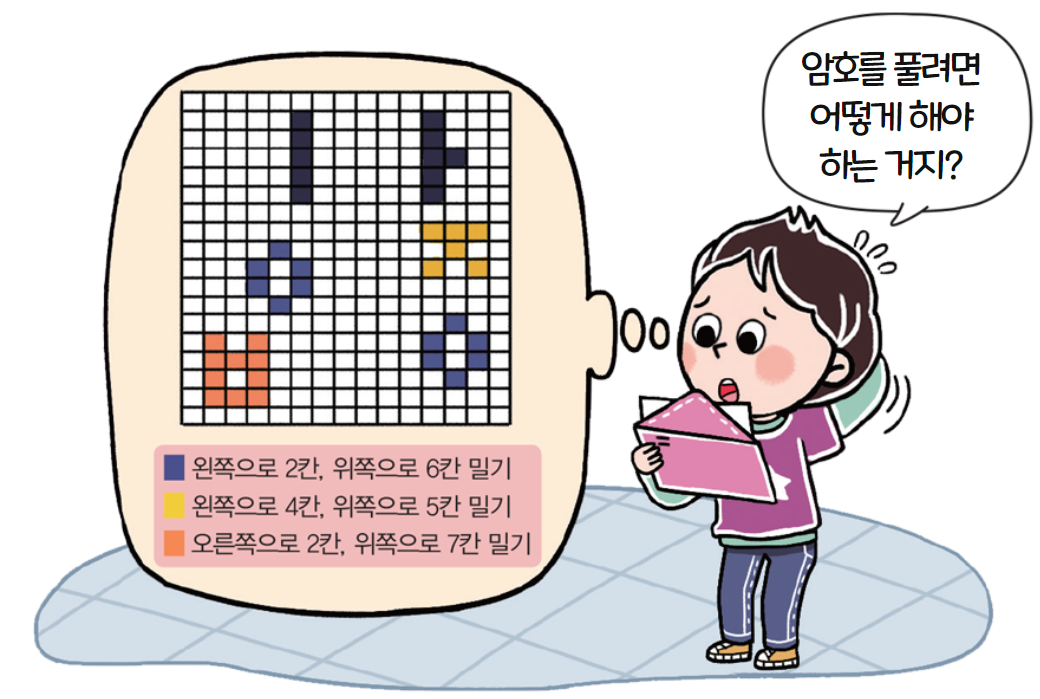 암호를 풀려면
어떻게 해야
하는 거지?
왼쪽으로 2칸, 위쪽으로 6칸 밀기
왼쪽으로 4칸, 위쪽으로 5칸 밀기
오른쪽으로 2칸, 위쪽으로 7칸 밀기